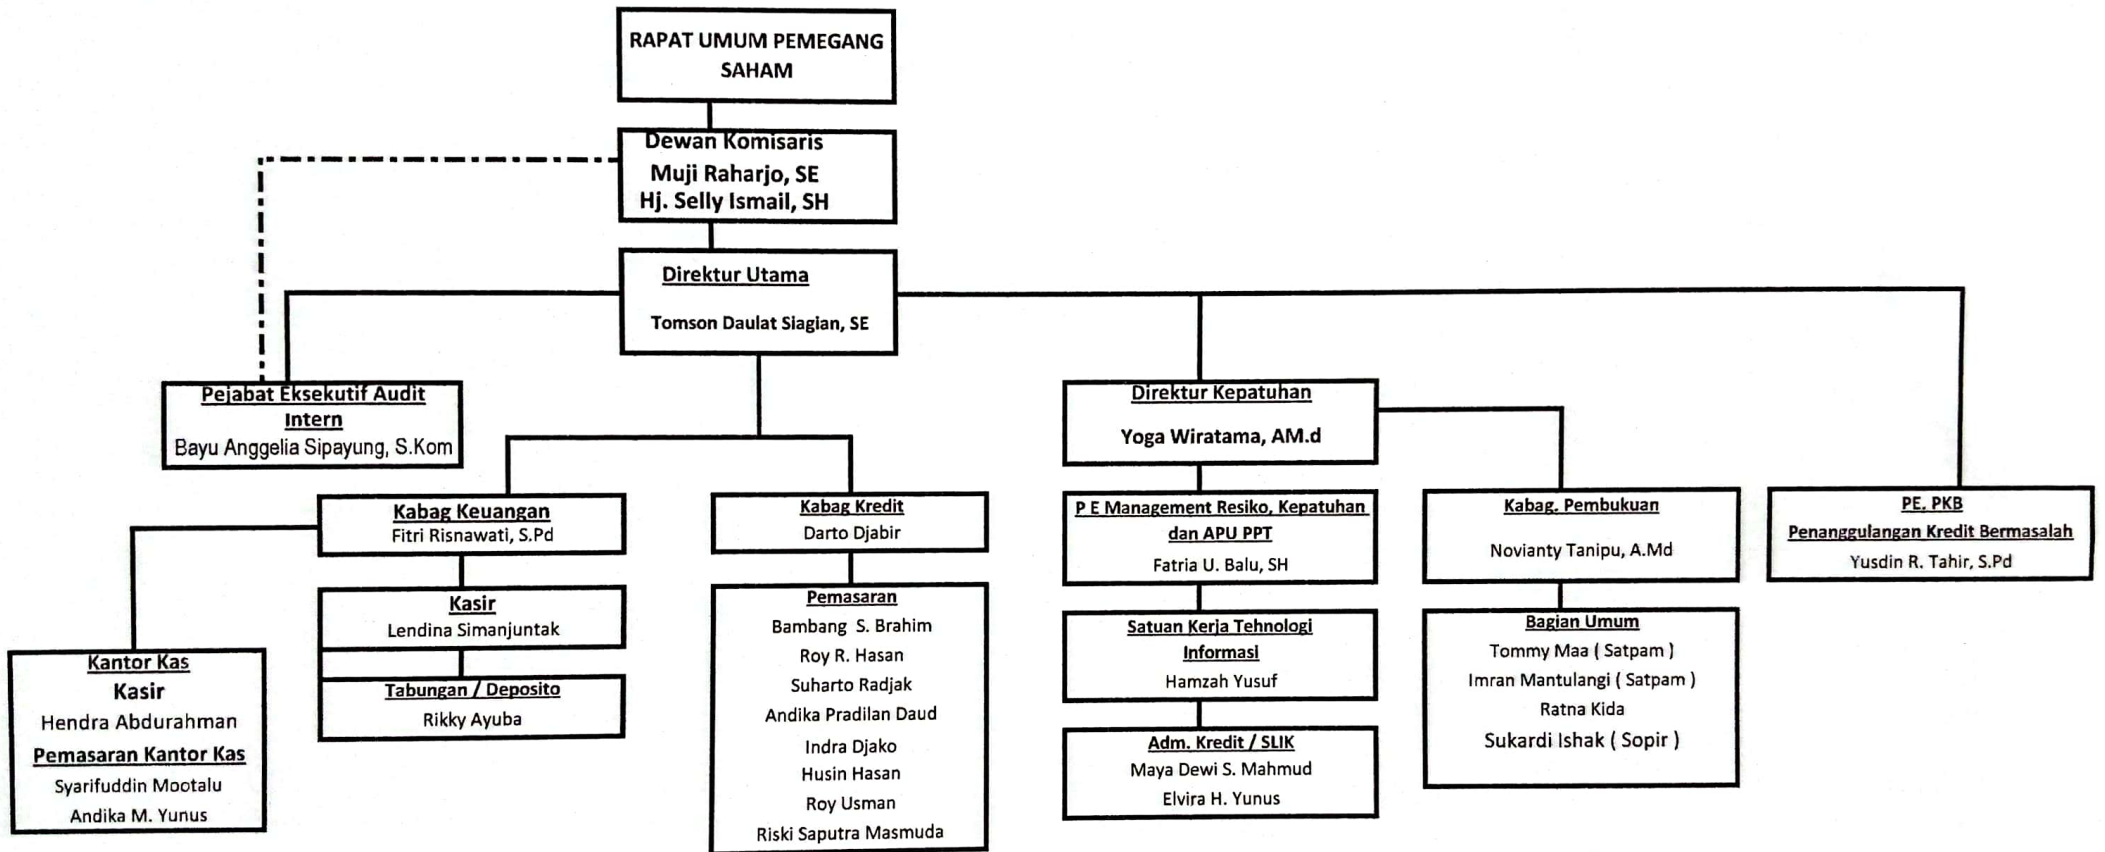 RAPAT UMUM PEMEGANG
SAHAM
Dewan Komisaris
Muji Raharjo, SE
Hj. Selly Ismail, SH
Direktur Utama
Tomson Daulat Siagian, SE
Pejabat Eksekutif Audit
Intern
Bayu Anggelia Sipayung, S.Kom
Direktur Kepatuhan
Yoga Wiratama, AM.d
Kabag Keuangan
Fitri Risnawati, S.Pd
Kabag Kredit
Darto Djabir
P E Management Resiko, Kepatuhan
dan APU PPT
Fatria U. Balu, SH
Kabag. Pembukuan
Novianty Tanipu, A.Md
PE. PKB
Penanggulangan Kredit Bermasalah
Yusdin R. Tahir, S.Pd
Kasir
Lendina Simanjuntak
Tabungan / Deposito
Rikky Ayuba
Kantor Kas
Kasir
Hendra Abdurahman
Pemasaran Kantor Kas
Syarifuddin Mootalu
Andika M. Yunus
Pemasaran
Bambang S. Brahim
Roy R. Hasan
Suharto Radjak
Andika Pradilan Daud
Indra Djako
Husin Hasan
Roy Usman
Riski Saputra Masmuda
Satuan Kerja Tehnologi
Informasi
Hamzah Yusuf
Adm. Kredit / SLIK
Maya Dewi S. Mahmud
Elvira H. Yunus
Bagian Umum
Tommy Maa ( Satpam )
Imran Mantulangi ( Satpam )
Ratna Kida
Sukardi Ishak ( Sopir )